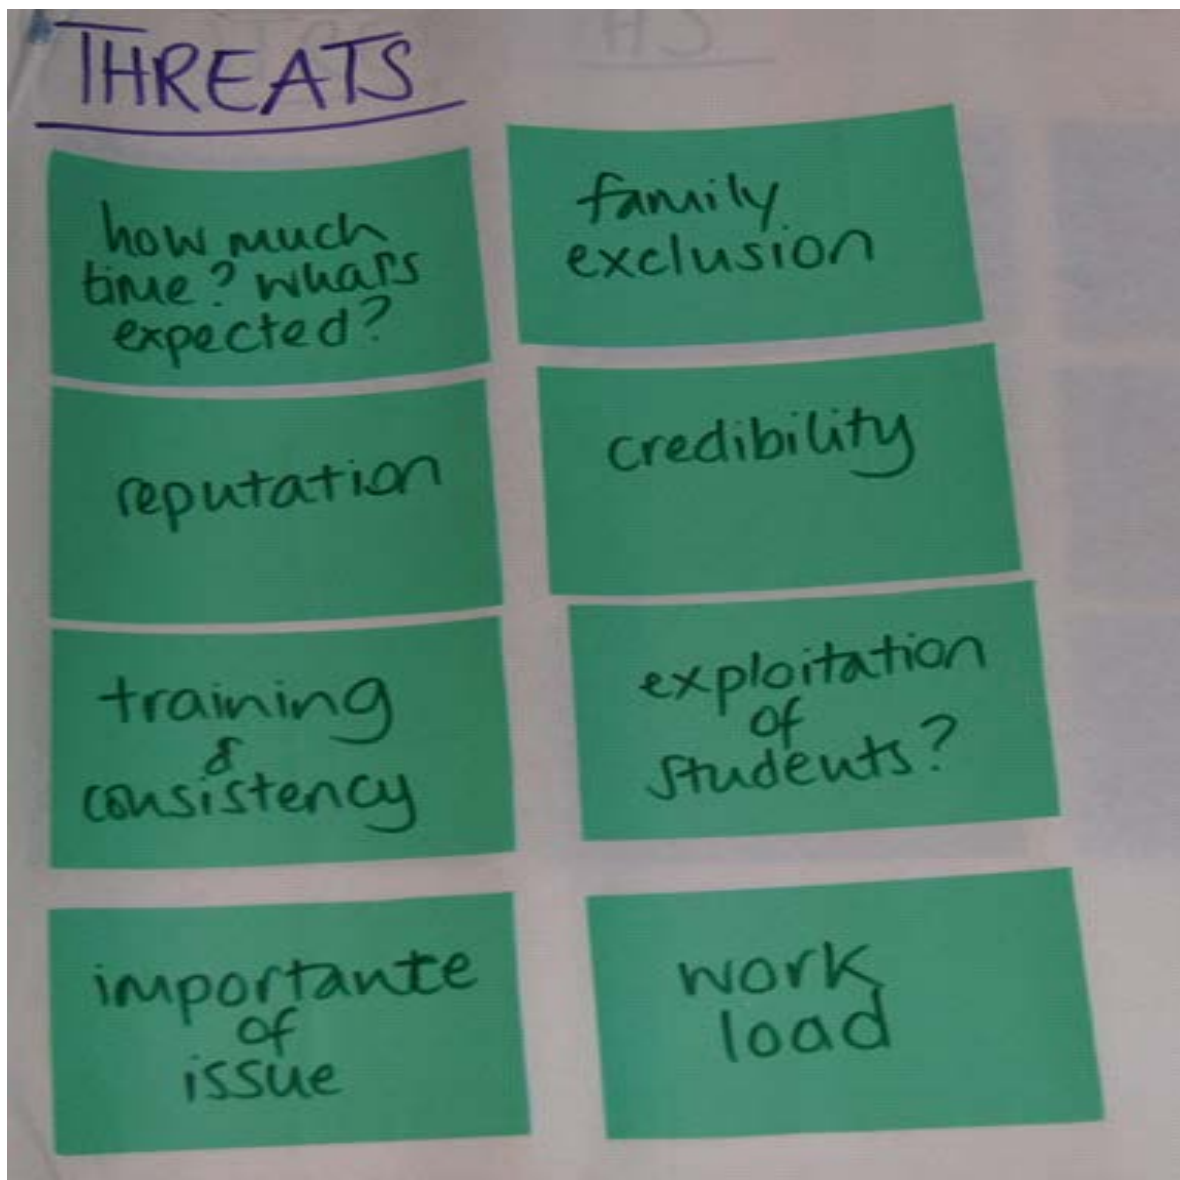 THREATS
how much
time? what's
expected?
family
exclusion
reputation
credibility
training
&
consistency
exploitation
of
students?
importante
of
issue
work
load